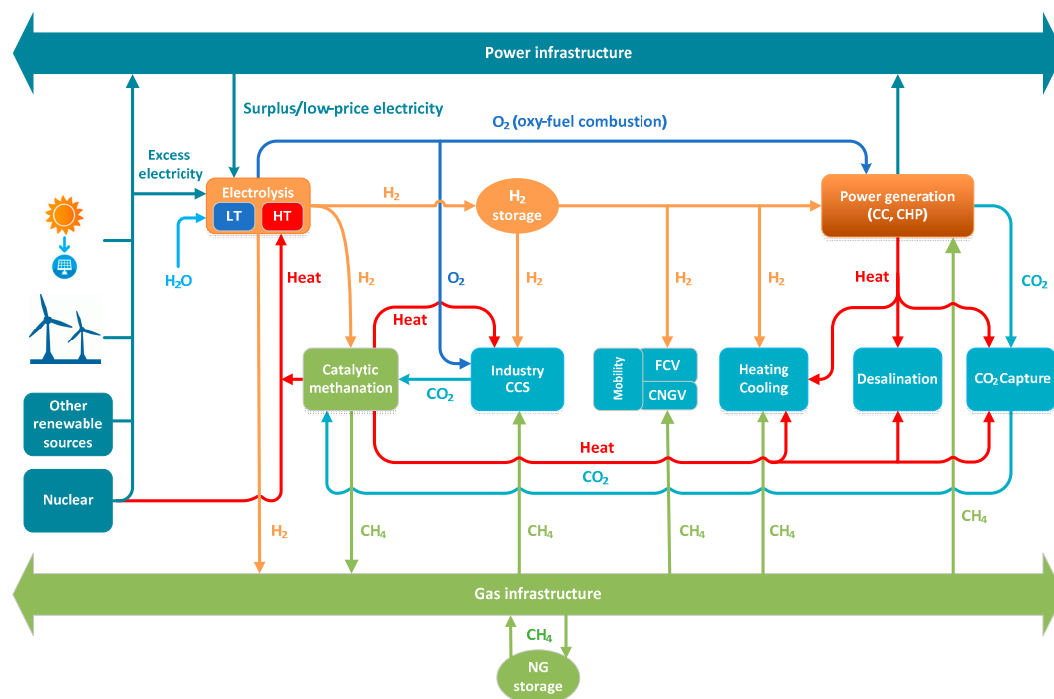 Power infrastructure
Surplus/low-price electricity
O₂ (oxy-fuel combustion)
Excess
electricity
Electrolysis
LT
HT
H₂
H₂
storage
Power generation
(CC, CHP)
H₂O
Heat
H₂
O₂
H₂
H₂
H₂
Heat
CO₂
Heat
Catalytic
methanation
CO₂
Industry
CCS
Mobility
FCV
CNGV
Heating
Cooling
Desalination
CO₂ Capture
Other
renewable
sources
Heat
CO₂
Nuclear
H₂
CH₄
CH₄
CH₄
CH₄
CH₄
Gas infrastructure
CH₄
NG
storage